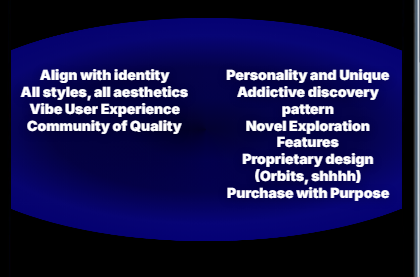 Align with identity
All styles, all aesthetics
Vibe User Experience
Community of Quality
Personality and Unique
Addictive discovery
pattern
Novel Exploration
Features
Proprietary design
(Orbits, shhhh)
Purchase with Purpose